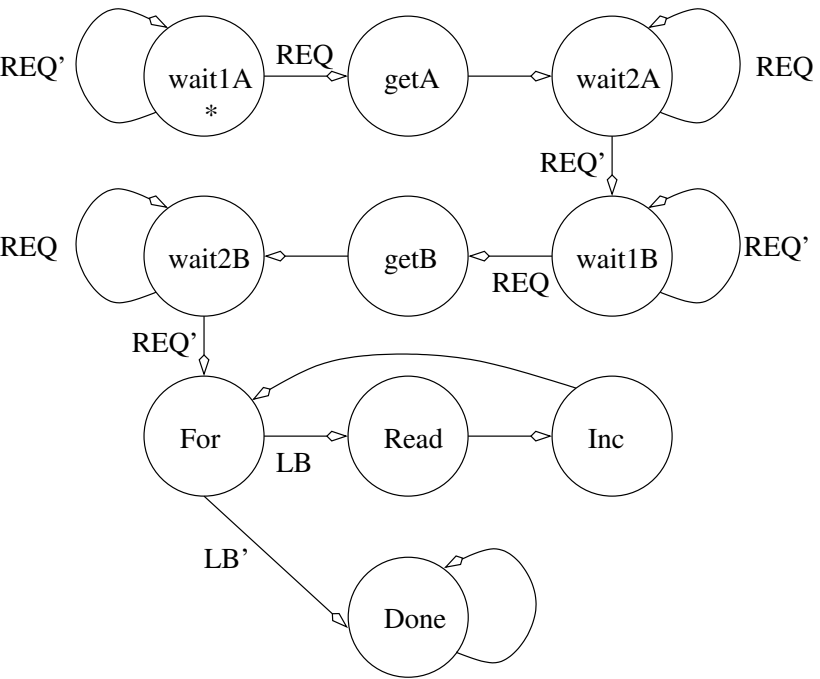 REQ'
wait1A
*
REQ
getA
wait2A
REQ
REQ'
REQ
wait2B
getB
REQ
wait1B
REQ'
REQ'
For
LB
Read
Inc
LB'
Done